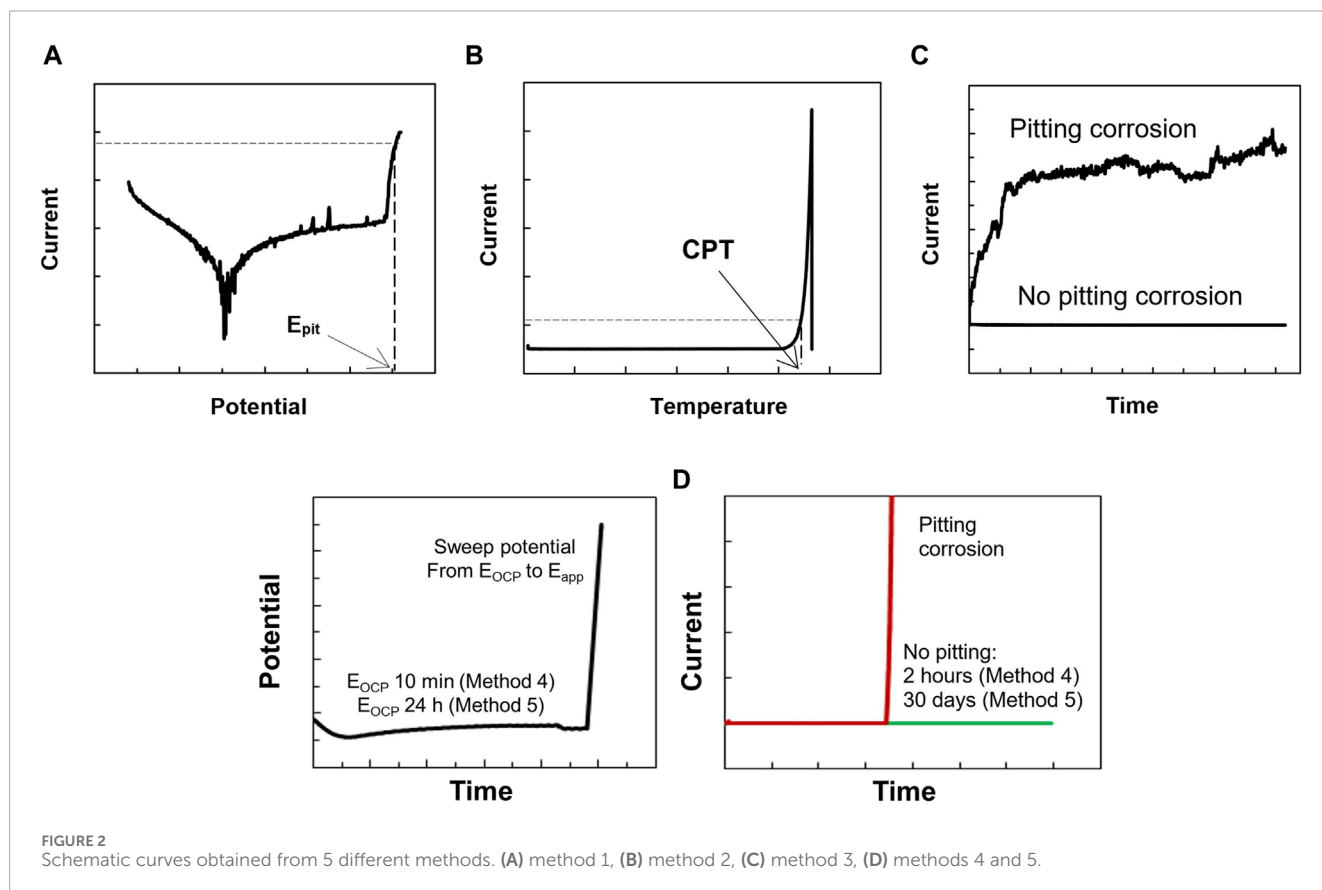 A
Current
Epit
Potential
B
Current
CPT
Temperature
C
Current
Pitting corrosion
No pitting corrosion
Time
Potential
Sweep potential
From EOCP to Eapp
EOCP 10 min (Method 4)
EOCP 24 h (Method 5)
Time
D
Current
Pitting
corrosion
No pitting:
2 hours (Method 4)
30 days (Method 5)
Time
FIGURE 2
Schematic curves obtained from 5 different methods. (A) method 1, (B) method 2, (C) method 3, (D) methods 4 and 5.